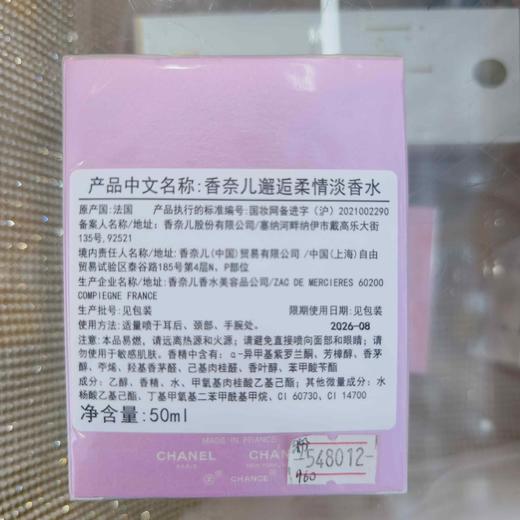 产品中文名称:香奈儿邂逅柔情淡香水
原产国:法国 产品执行的标准编号:国妆网备进字(沪)2021002290
备案人名称/地址:香奈儿股份有限公司/塞纳河畔纳伊市戴高乐大街
135号,92521
境内责任人名称/地址:香奈儿(中国)贸易有限公司/中国(上海)自由
贸易试验区泰谷路185号第4层N、P部位
生产企业名称/地址:香奈儿香水美容品公司/ZAC DE MERCIERES 60200
COMPIEGNE FRANCE
生产批号:见包装 限期使用日期:见包装
使用方法:适量喷于耳后、颈部、手腕处。 2026-08
注意:本品易燃,请远离热源和火源;请避免直接喷向面部和眼睛;请
勿使用于敏感肌肤。香精中含有:α-异甲基紫罗兰酮、芳樟醇、香茅
醇、苧烯、羟基香茅醛、己基肉桂醛、香叶醇、苯甲酸苄酯
成分:乙醇、香精、水、甲氧基肉桂酸乙基己酯;其他微量成分:水
杨酸乙基己酯、丁基甲氧基二苯甲酰基甲烷、CI 60730、CI 14700
净含量:50ml
MADE IN FRANCE
CHANEL CHANEL
PARIS NEW YORK
CHANCE
粉
548012-
760